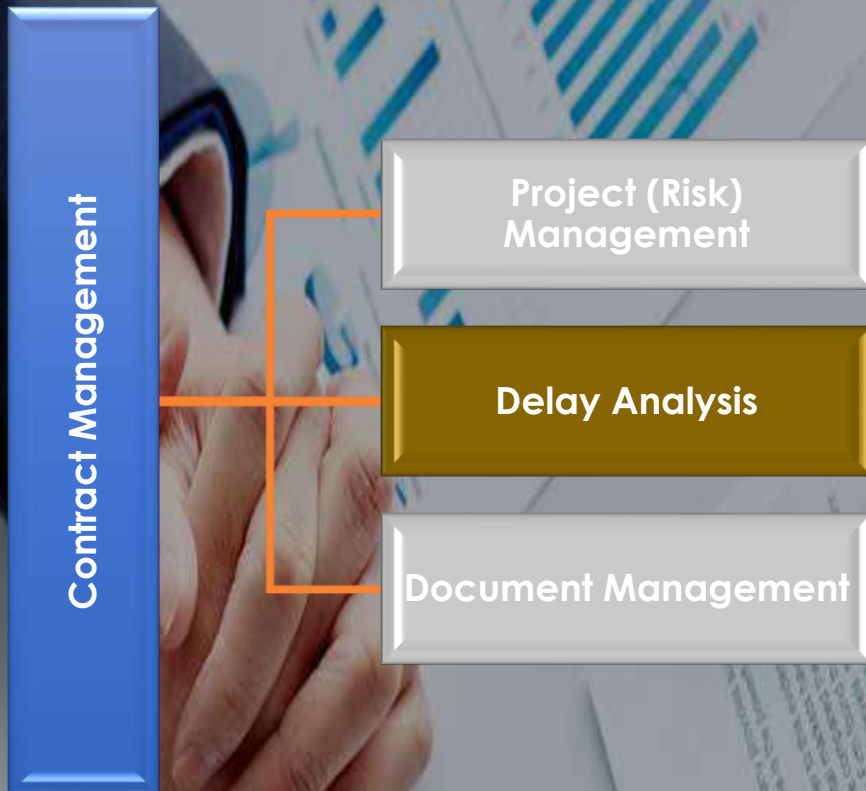 Contract Management
Project (Risk)
Management
Delay Analysis
Document Management